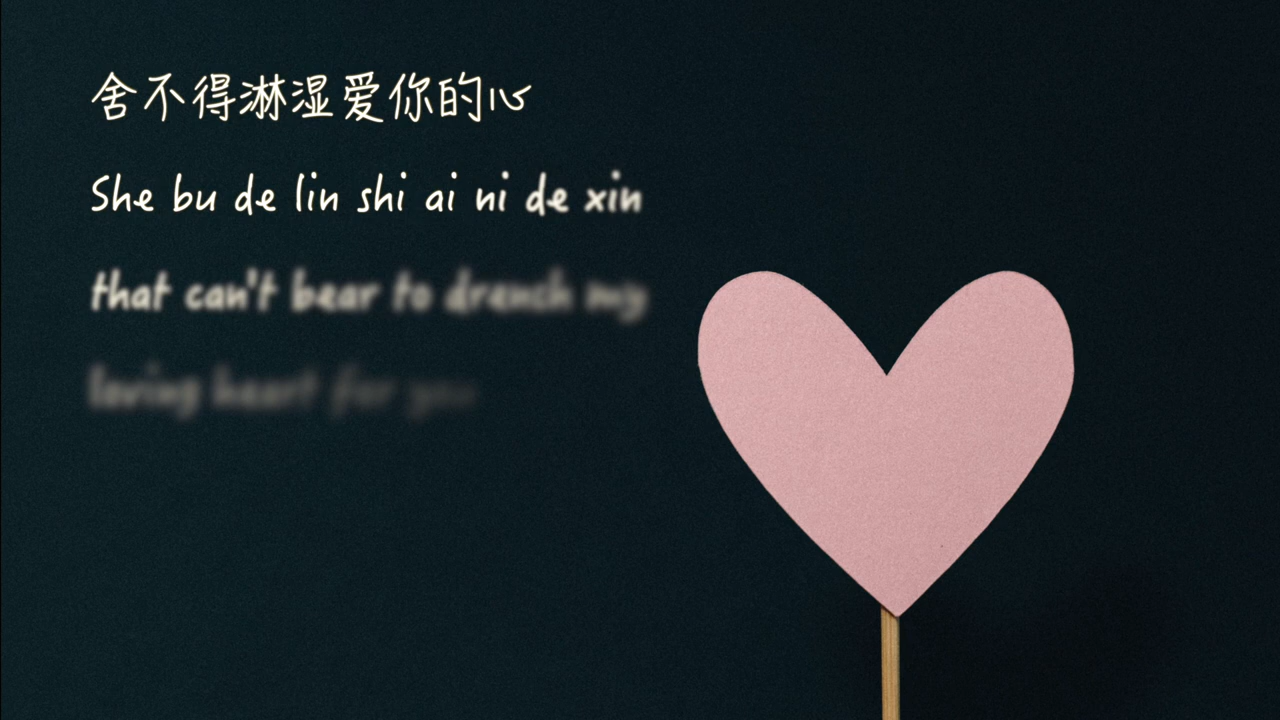 舍不得淋湿爱你的心
She bu de lin shi ai ni de xin
that can't bear to drench my
loving heart for you